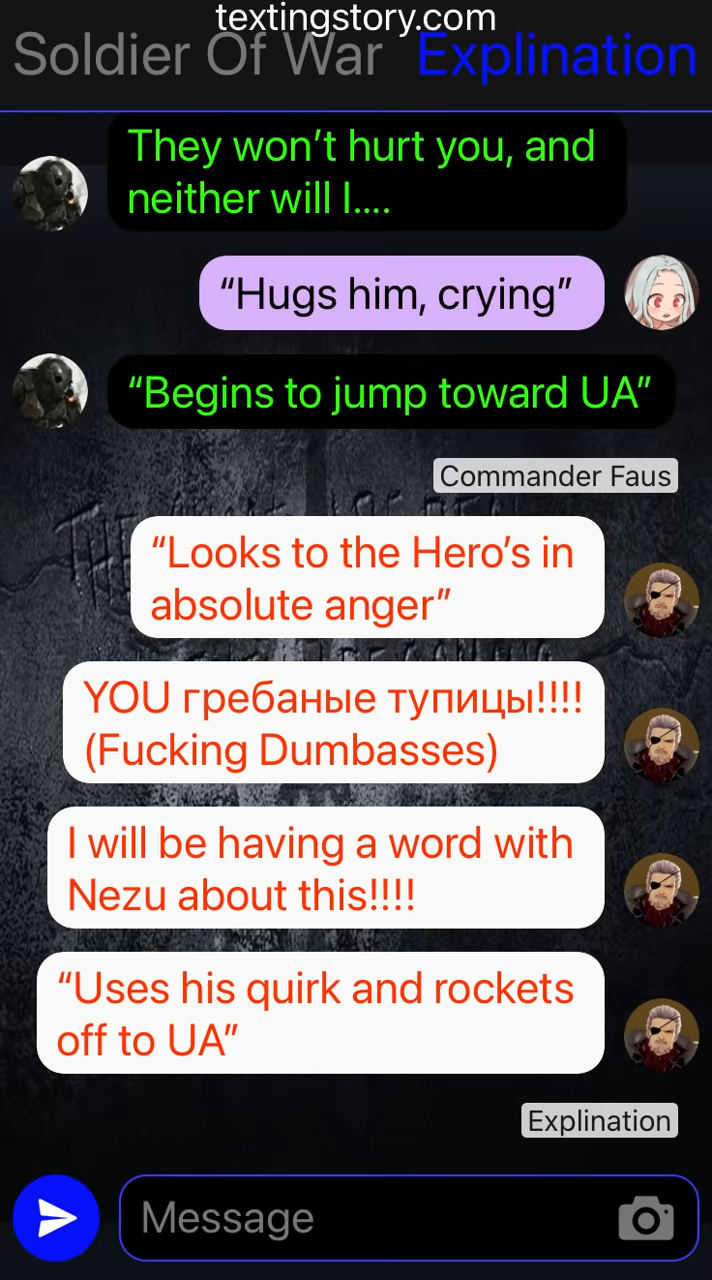 textingstory.com
Soldier Of War Explination
They won’t hurt you, and
neither will I....
“Hugs him, crying”
“Begins to jump toward UA”
Commander Faus
“Looks to the Hero’s in
absolute anger”
YOU гребаные тупицы!!!!
(Fucking Dumbasses)
I will be having a word with
Nezu about this!!!!
“Uses his quirk and rockets
off to UA”
Explination
Message